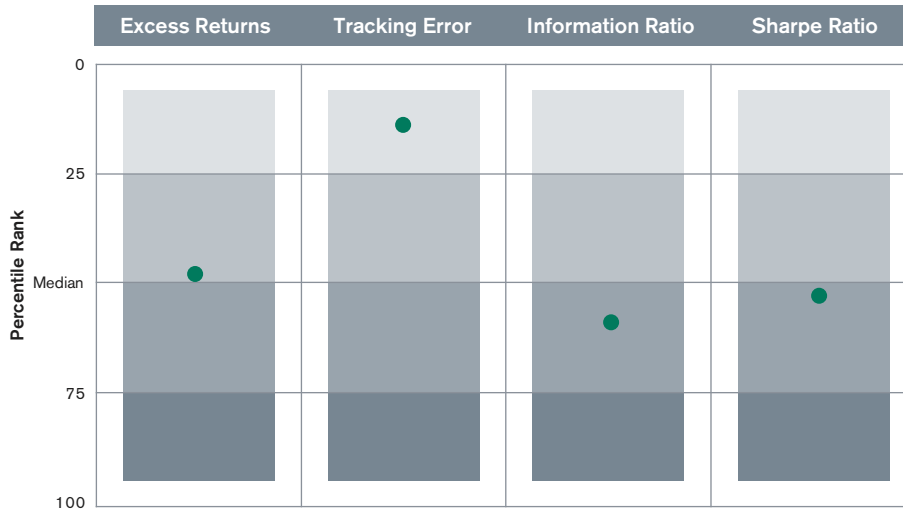 Excess Returns Tracking Error Information Ratio Sharpe Ratio
0
25
Median
75
100
Percentile Rank